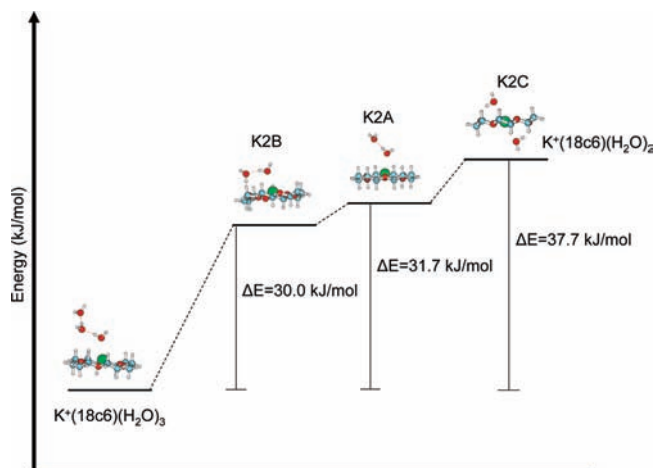 K2C
K2A
K2B
K⁺(18c6)(H₂O)₂
ΔE=37.7 kJ/mol
ΔE=31.7 kJ/mol
ΔE=30.0 kJ/mol
Energy (kJ/mol)
K⁺(18c6)(H₂O)₃